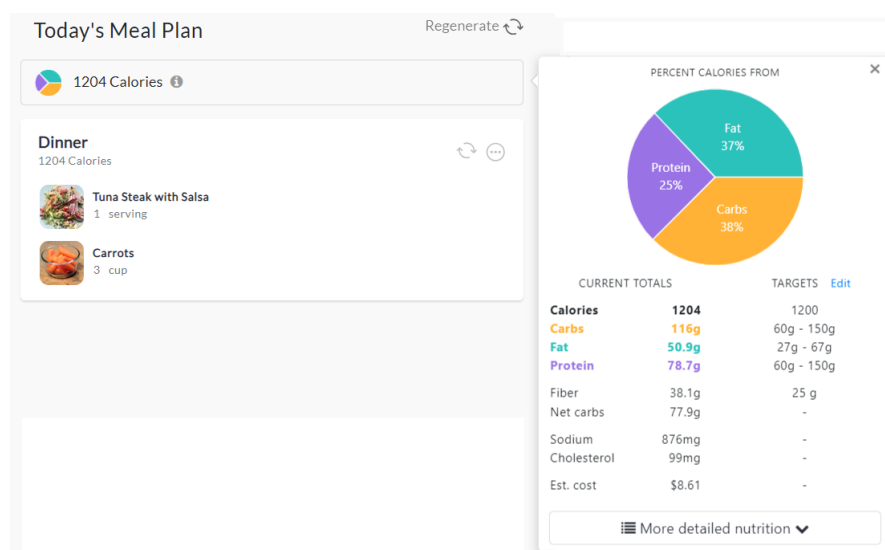 Today's Meal Plan
Regenerate
1204 Calories
Dinner
1204 Calories
Tuna Steak with Salsa
1 serving
Carrots
3 cup
PERCENT CALORIES FROM
Fat
37%
Protein
25%
Carbs
38%
CURRENT TOTALS TARGETS Edit
Calories 1204 1200
Carbs 116g 60g - 150g
Fat 50.9g 27g - 67g
Protein 78.7g 60g - 150g
Fiber 38.1g 25 g
Net carbs 77.9g -
Sodium 876mg -
Cholesterol 99mg -
Est. cost $8.61 -
More detailed nutrition